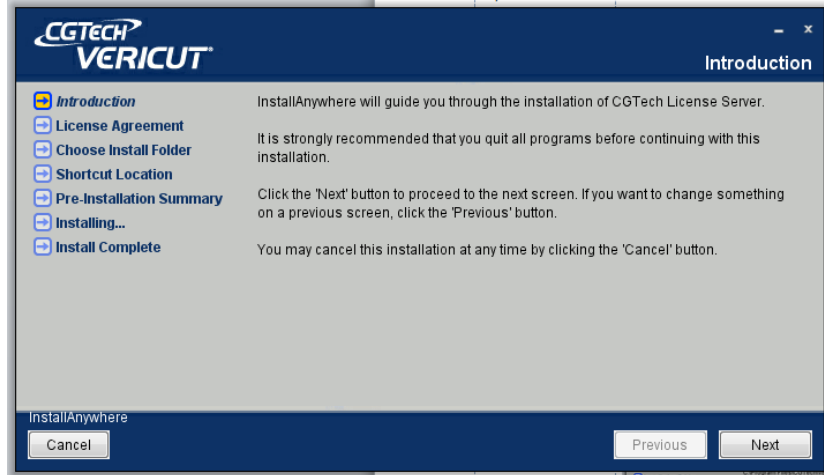 CGTECH
VERICUT
Introduction
Introduction
License Agreement
Choose Install Folder
Shortcut Location
Pre-Installation Summary
Installing...
Install Complete
InstallAnywhere will guide you through the installation of CGTech License Server.
It is strongly recommended that you quit all programs before continuing with this
installation.
Click the 'Next' button to proceed to the next screen. If you want to change something
on a previous screen, click the 'Previous' button.
You may cancel this installation at any time by clicking the 'Cancel' button.
InstallAnywhere
Cancel
Previous
Next